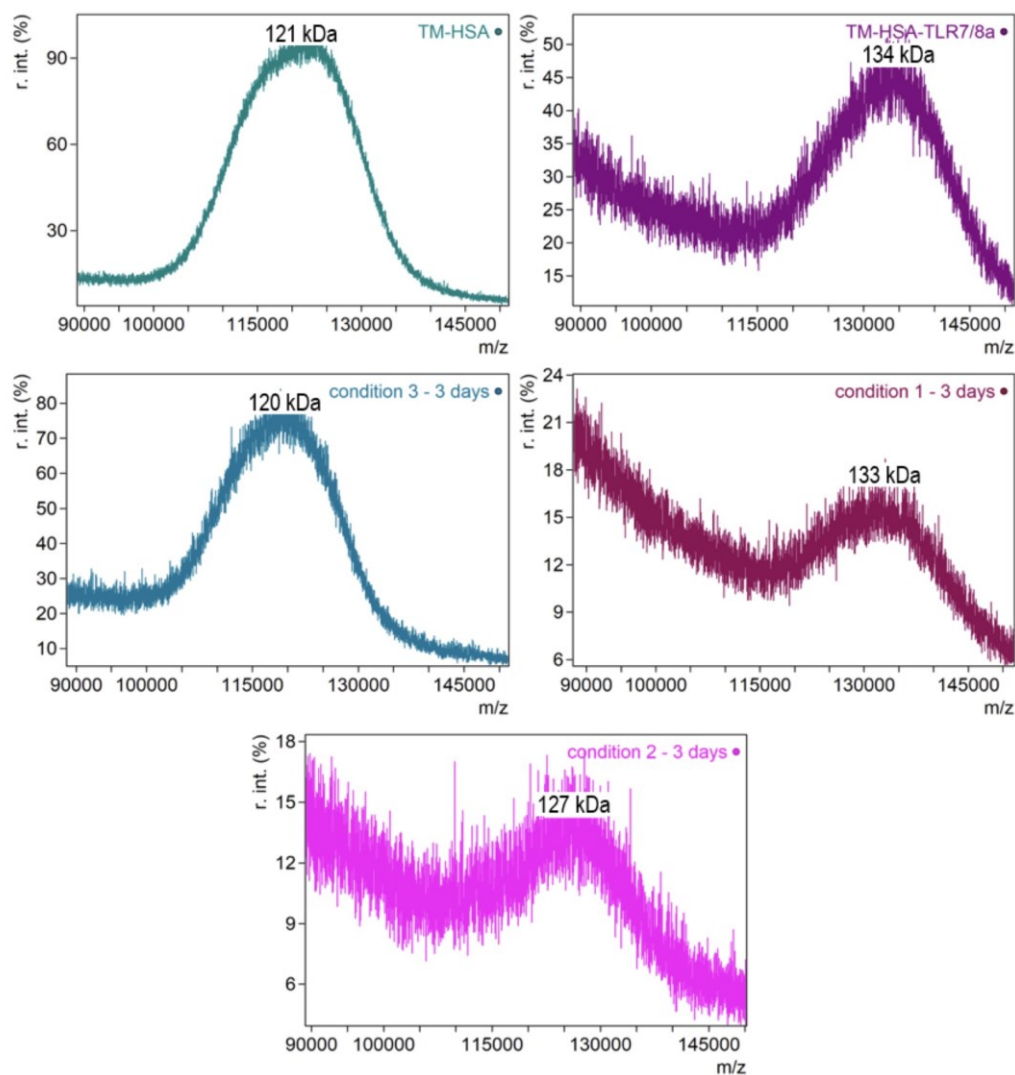 121 kDa
TM-HSA
r. int. (%)
90
60
30
90000 100000 115000 130000 145000
m/z
134 kDa
TM-HSA-TLR7/8a
r. int. (%)
50
45
40
35
30
25
20
15
90000 100000 115000 130000 145000
m/z
120 kDa
condition 3 - 3 days
r. int. (%)
80
70
60
50
40
30
20
10
90000 100000 115000 130000 145000
m/z
133 kDa
condition 1 - 3 days
r. int. (%)
24
21
18
15
12
9
6
90000 100000 115000 130000 145000
m/z
127 kDa
condition 2 - 3 days
r. int. (%)
18
15
12
9
6
90000 100000 115000 130000 145000
m/z